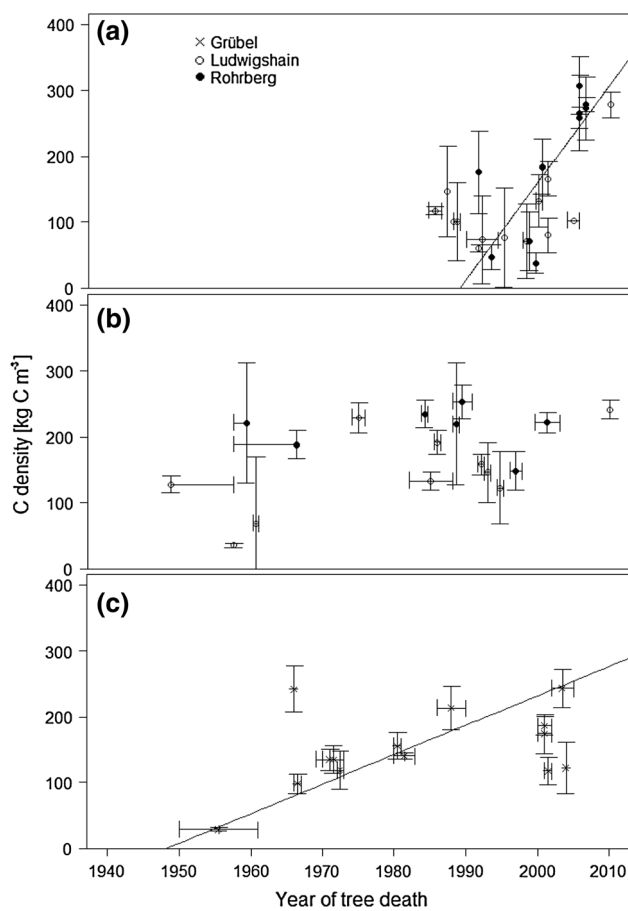 (a)
× Grübel
○ Ludwigshain
● Rohrberg
400
300
200
100
0
(b)
400
300
200
100
0
(c)
400
300
200
100
0
C density [kg C m⁻³]
1940 1950 1960 1970 1980 1990 2000 2010
Year of tree death